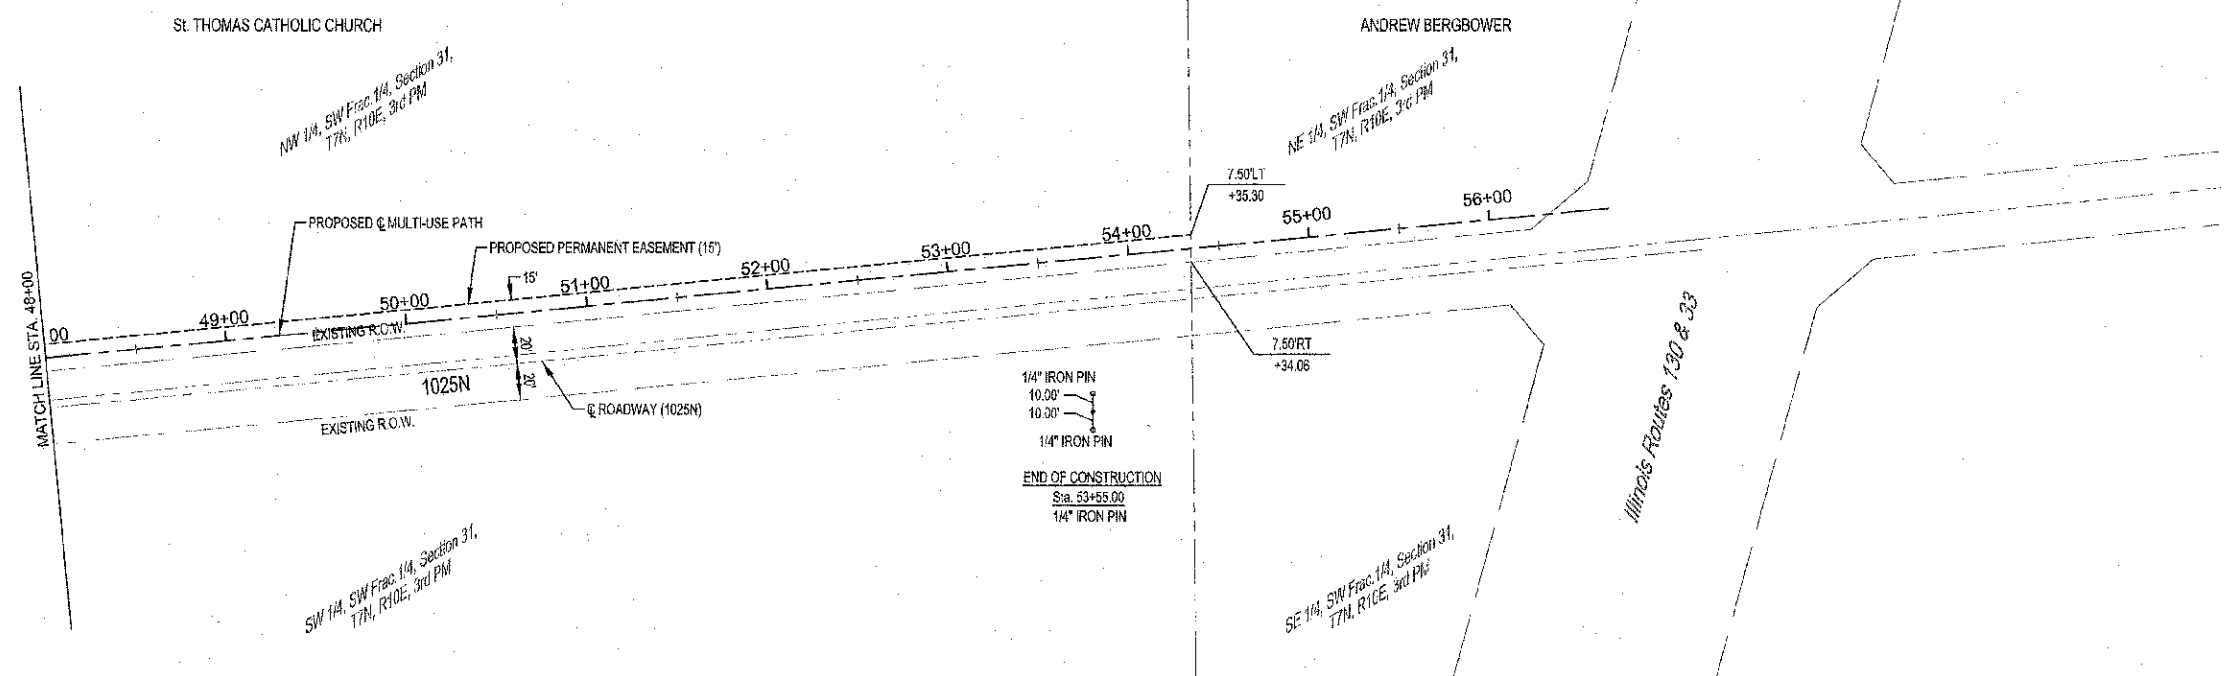 St. THOMAS CATHOLIC CHURCH
ANDREW BERGBOWER
NW 1/4, SW Frac. 1/4, Section 31,
T7N, R10E, 3rd PM
NE 1/4, SW Frac. 1/4, Section 31,
T7N, R10E, 3rd PM
7.50'LT
+35.30
PROPOSED ℄ MULTI-USE PATH
PROPOSED PERMANENT EASEMENT (15')
15'
MATCH LINE STA. 48+00
00
49+00
50+00
51+00
52+00
53+00
54+00
55+00
56+00
EXISTING R.O.W.
20'
20'
1025N
℄ ROADWAY (1025N)
EXISTING R.O.W.
7.50'RT
+34.06
1/4" IRON PIN
10.00'
10.00'
1/4" IRON PIN
END OF CONSTRUCTION
Sta. 53+55.00
1/4" IRON PIN
Illinois Routes 130 & 33
SW 1/4, SW Frac. 1/4, Section 31,
T7N, R10E, 3rd PM
SE 1/4, SW Frac. 1/4, Section 31,
T7N, R10E, 3rd PM